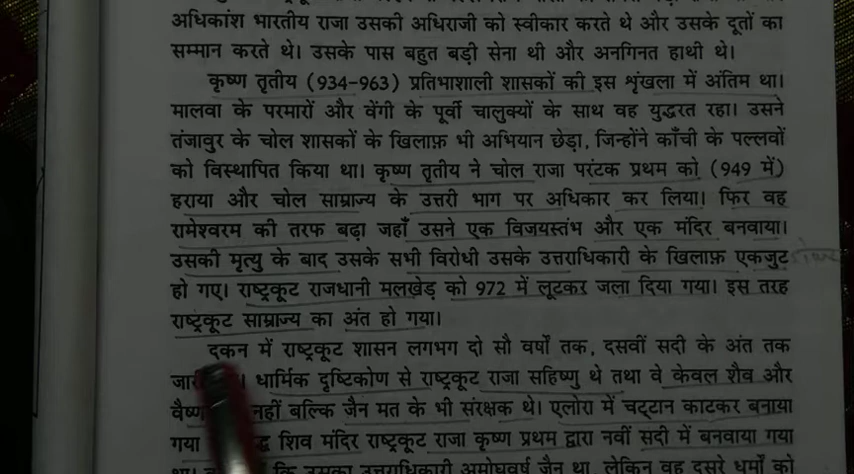 अधिकांश भारतीय राजा उसकी अधिराजी को स्वीकार करते थे और उसके दूतों का
सम्मान करते थे। उसके पास बहुत बड़ी सेना थी और अनगिनत हाथी थे।
कृष्ण तृतीय (934-963) प्रतिभाशाली शासकों की इस शृंखला में अंतिम था।
मालवा के परमारों और वेंगी के पूर्वी चालुक्यों के साथ वह युद्धरत रहा। उसने
तंजावुर के चोल शासकों के खिलाफ़ भी अभियान छेड़ा, जिन्होंने काँची के पल्लवों
को विस्थापित किया था। कृष्ण तृतीय ने चोल राजा परंटक प्रथम को (949 में)
हराया और चोल साम्राज्य के उत्तरी भाग पर अधिकार कर लिया। फिर वह
रामेश्वरम की तरफ बढ़ा जहाँ उसने एक विजयस्तंभ और एक मंदिर बनवाया।
उसकी मृत्यु के बाद उसके सभी विरोधी उसके उत्तराधिकारी के खिलाफ़ एकजुट
हो गए। राष्ट्रकूट राजधानी मलखेड़ को 972 में लूटकर जला दिया गया। इस तरह
राष्ट्रकूट साम्राज्य का अंत हो गया।
दकन में राष्ट्रकूट शासन लगभग दो सौ वर्षों तक, दसवीं सदी के अंत तक
धार्मिक दृष्टिकोण से राष्ट्रकूट राजा सहिष्णु थे तथा वे केवल शैव और
नहीं बल्कि जैन मत के भी संरक्षक थे। एलोरा में चट्टान काटकर बनाया
गया शिव मंदिर राष्ट्रकूट राजा कृष्ण प्रथम द्वारा नवीं सदी में बनवाया गया
कि उसका उत्तराधिकारी अमोघवर्ष जैन था लेकिन वह दूसरे धर्मों को